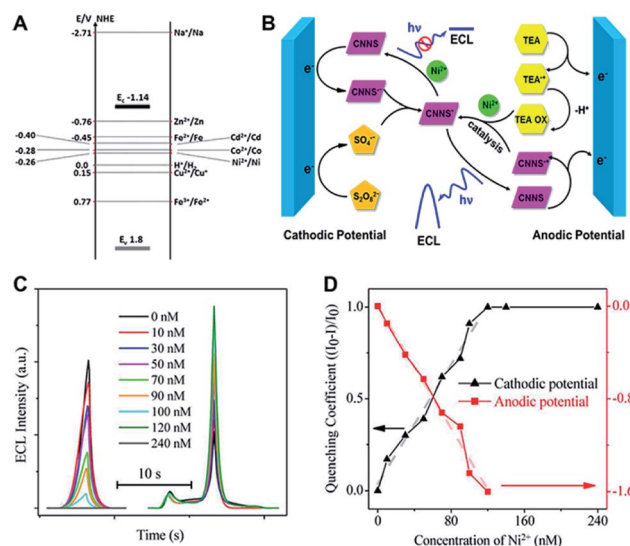 A
E/V NHE
-2.71 Na⁺/Na
E꜀ -1.14
-0.76 Zn²⁺/Zn
-0.45 Fe²⁺/Fe
-0.40 Cd²⁺/Cd
-0.28 Co²⁺/Co
-0.26 Ni²⁺/Ni
0.0 H⁺/H₂
0.15 Cu²⁺/Cu⁺
0.77 Fe³⁺/Fe²⁺
Eᵥ 1.8
B
hν
ECL
CNNS
Ni²⁺
e⁻
CNNS•⁻
CNNS*
SO₄•⁻
S₂O₈²⁻
Cathodic Potential
ECL
hν
TEA
e⁻
TEA•⁺
-H⁺
Ni²⁺
TEA OX
catalysis
CNNS•⁺
CNNS
e⁻
e⁻
Anodic Potential
C
ECL Intensity (a.u.)
0 nM
10 nM
30 nM
50 nM
70 nM
90 nM
100 nM
120 nM
240 nM
10 s
Time (s)
D
Quenching Coefficient ((I₀-I)/I₀)
1.0
0.5
0.0
0.0
-0.8
-1.6
Cathodic potential
Anodic potential
0
80
160
240
Concentration of Ni²⁺ (nM)